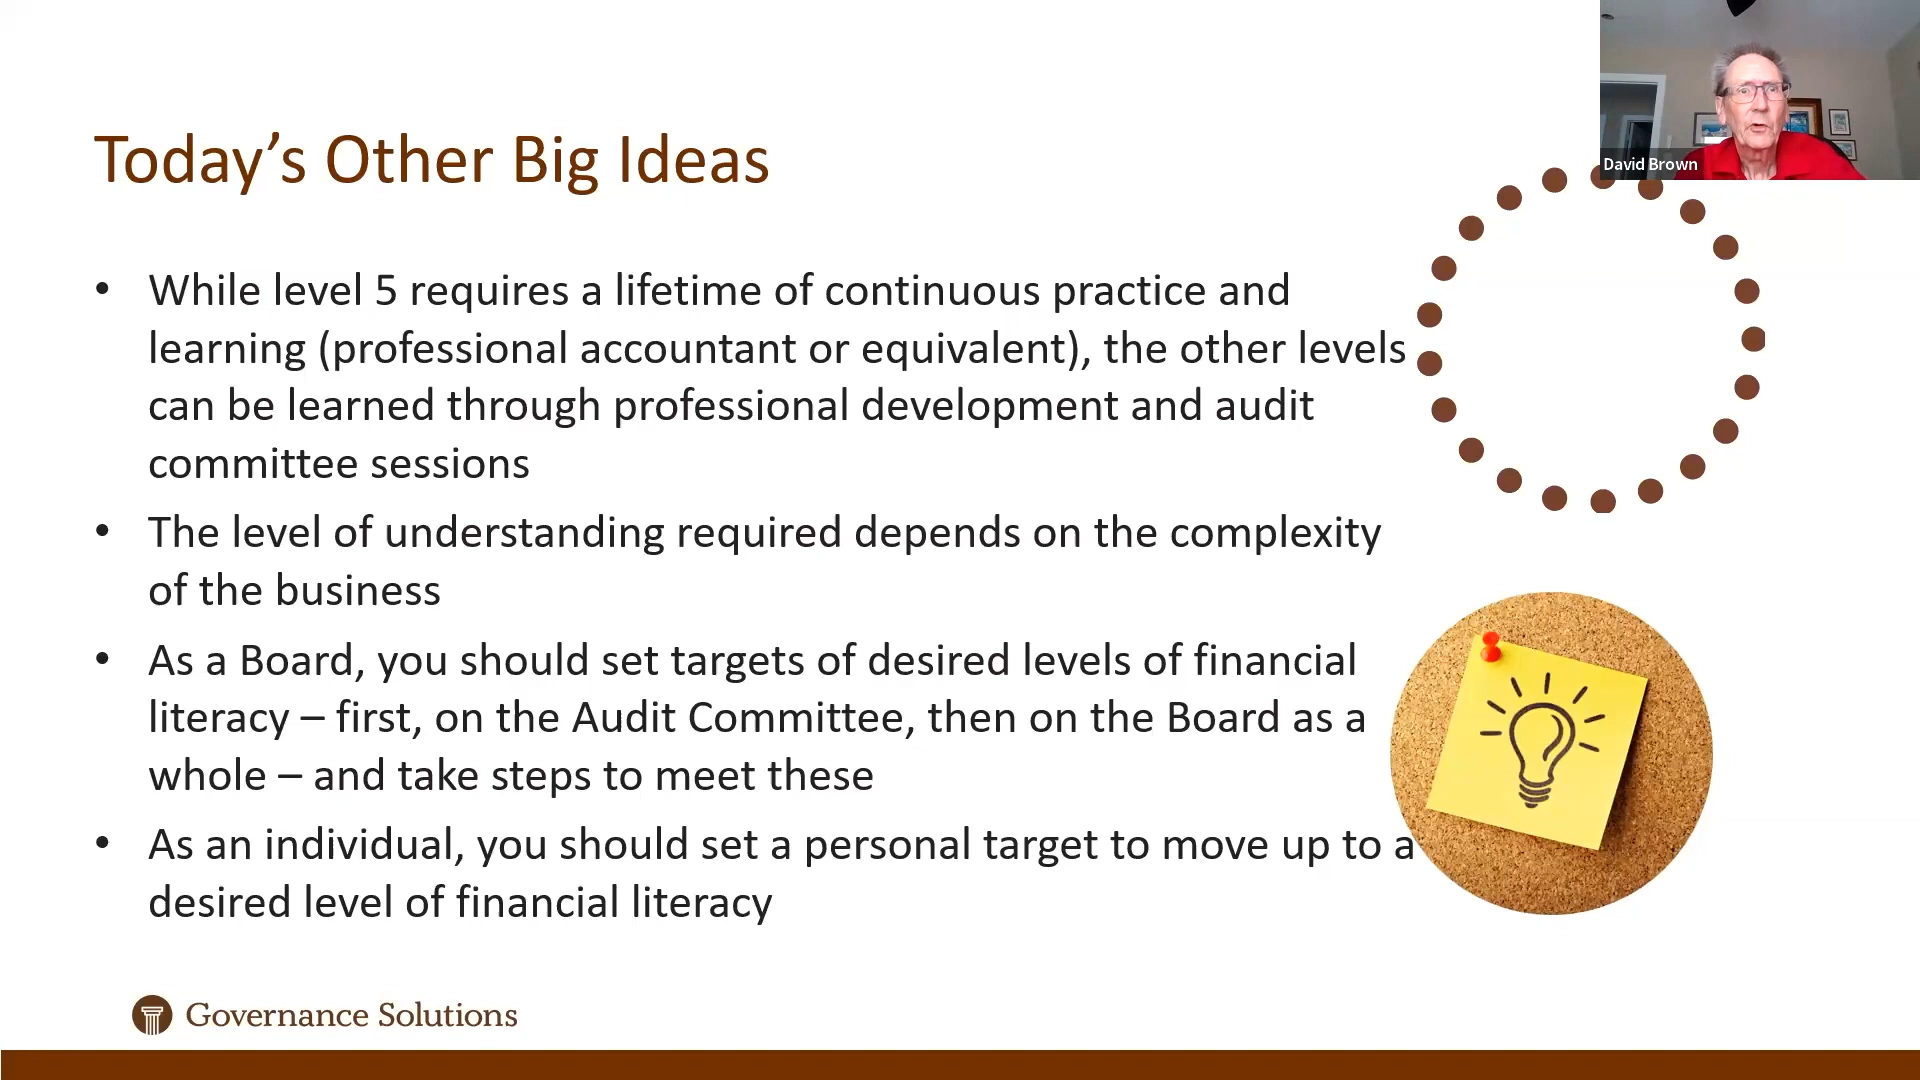 David Brown
Today’s Other Big Ideas
• While level 5 requires a lifetime of continuous practice and
learning (professional accountant or equivalent), the other levels
can be learned through professional development and audit
committee sessions
• The level of understanding required depends on the complexity
of the business
• As a Board, you should set targets of desired levels of financial
literacy – first, on the Audit Committee, then on the Board as a
whole – and take steps to meet these
• As an individual, you should set a personal target to move up to a
desired level of financial literacy
Governance Solutions